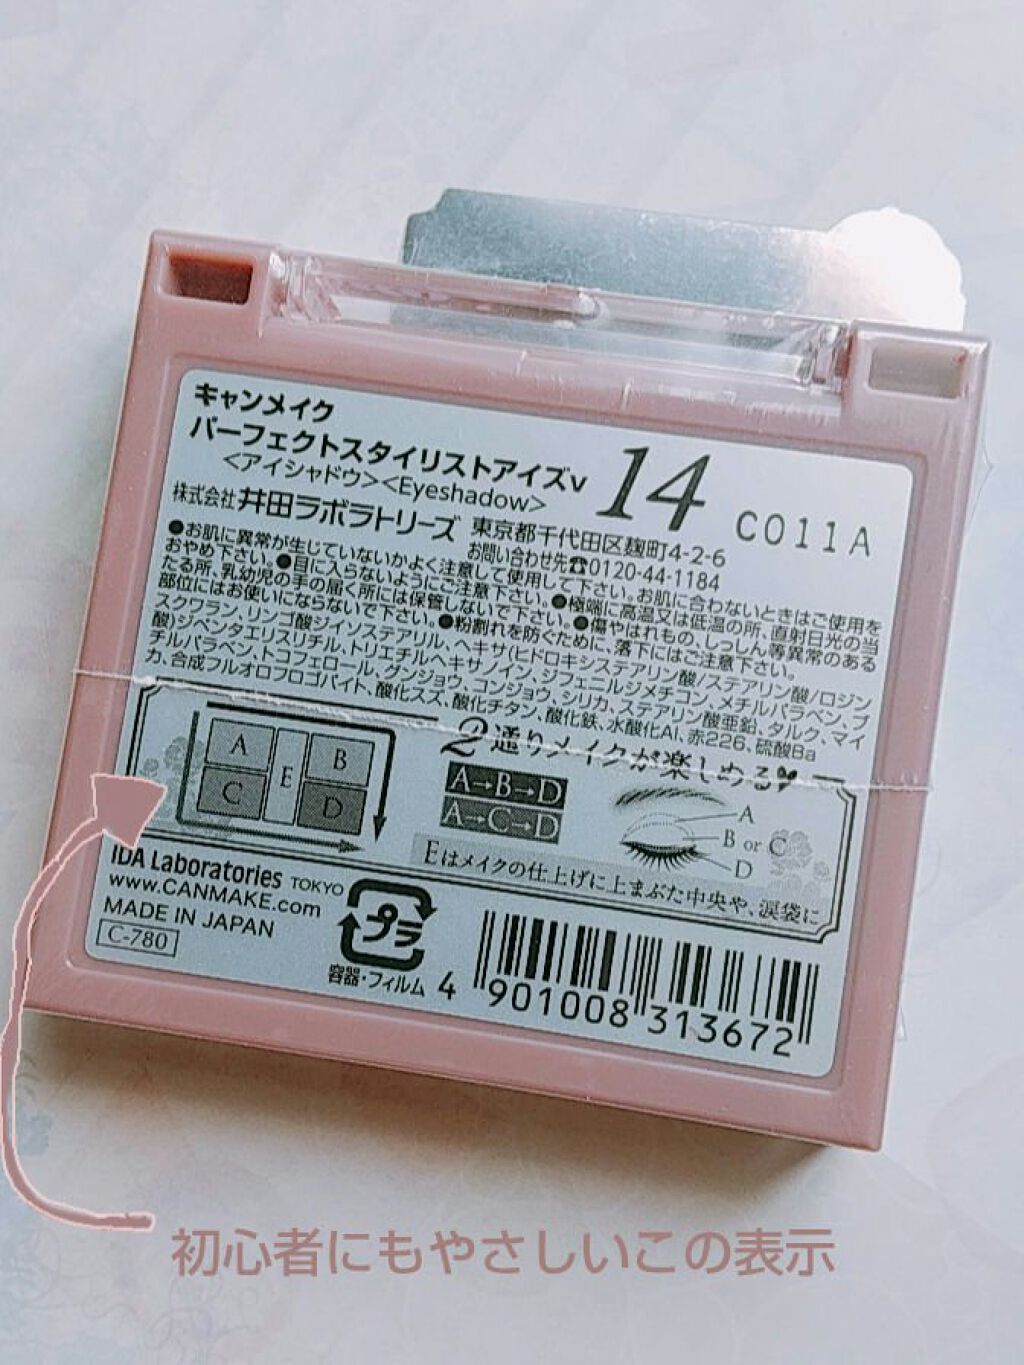 キャンメイク
パーフェクトスタイリストアイズv
<アイシャドウ><Eyeshadow>
14
C011A
株式会社 井田ラボラトリーズ
東京都千代田区麹町4-2-6
お問い合わせ先☎0120-44-1184
●お肌に異常が生じていないかよく注意して使用して下さい。お肌に合わないときはご使用を
おやめ下さい。●目に入らないようにご注意下さい。●極端に高温又は低温の所、直射日光の当
たる所、乳幼児の手の届く所には保管しないで下さい。●傷やはれもの、しっしん等異常のある
部位にはお使いにならないで下さい。●粉割れを防ぐために、落下にはご注意下さい。
スクワラン、リンゴ酸ジイソステアリル、ヘキサ(ヒドロキシステアリン酸/ステアリン酸/ロジン
酸)ジペンタエリスリチル、トリエチルヘキサノイン、ジフェニルジメチコン、メチルパラベン、ブ
チルパラベン、トコフェロール、グンジョウ、コンジョウ、シリカ、ステアリン酸亜鉛、タルク、マイ
カ、合成フルオロフロゴパイト、酸化スズ、酸化チタン、酸化鉄、水酸化Al、赤226、硫酸Ba
2通りメイクが楽しめる♥
A
B
C
D
E
A→B→D
A→C→D
A
B or C
D
Eはメイクの仕上げに上まぶた中央や、涙袋に
IDA Laboratories TOKYO
www.CANMAKE.com
MADE IN JAPAN
C-780
プラ
容器・フィルム
4 901008 313672
初心者にもやさしいこの表示